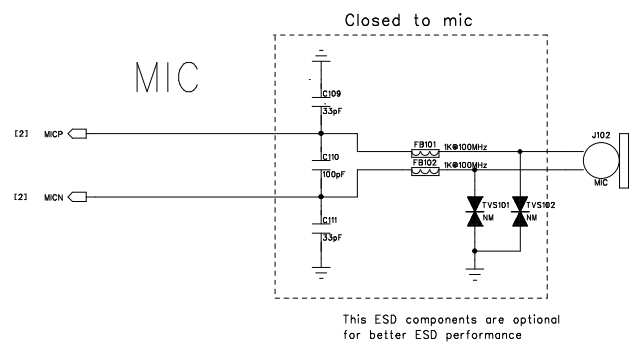 Closed to mic
MIC
C109
33pF
[2] MICP
C110
100pF
FB101 1K@100MHz
FB102 1K@100MHz
J102
MIC
[2] MICN
C111
33pF
TVS101
NM
TVS102
NM
This ESD components are optional
for better ESD performance